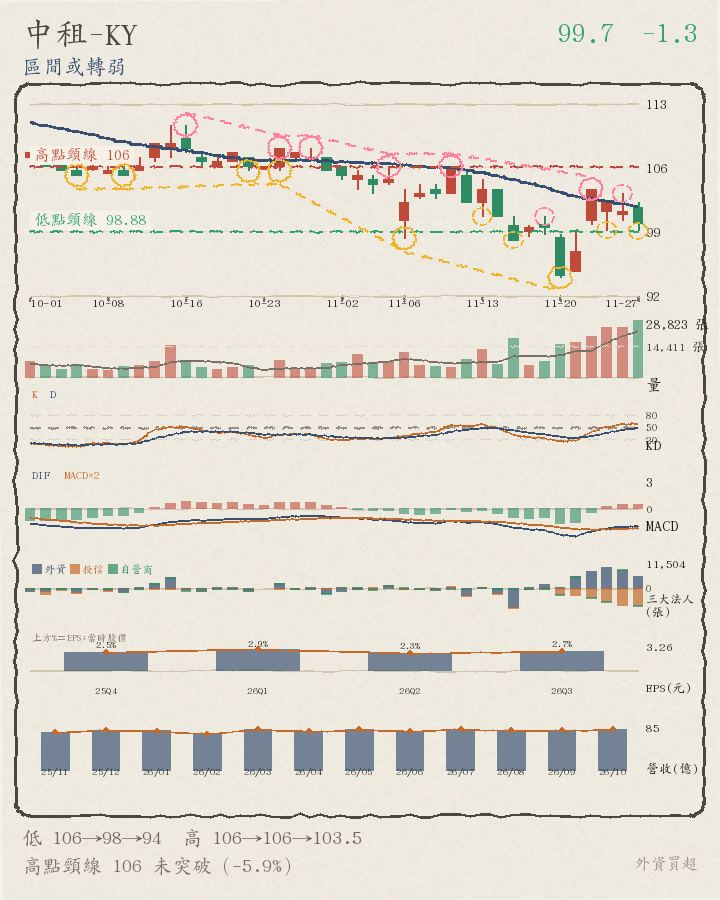 中租-KY 99.7 -1.3
區間或轉弱
113
高點頸線 106
106
低點頸線 98.88
99
92
10-01 10-08 10-16 10-23 11-02 11-06 11-13 11-20 11-27
28,823 張
14,411 張
量
K D
80
50
20
KD
DIF MACD×2
3
0
MACD
外資 投信 自營商
11,504
0
三大法人
(張)
上方%=EPS÷當時股價
2.5% 2.9% 2.3% 2.7%
3.26
25Q4 26Q1 26Q2 26Q3
EPS(元)
85
25/11 25/12 26/01 26/02 26/03 26/04 26/05 26/06 26/07 26/08 26/09 26/10
營收(億)
低 106→98→94 高 106→106→103.5
高點頸線 106 未突破 (-5.9%)
外資買超